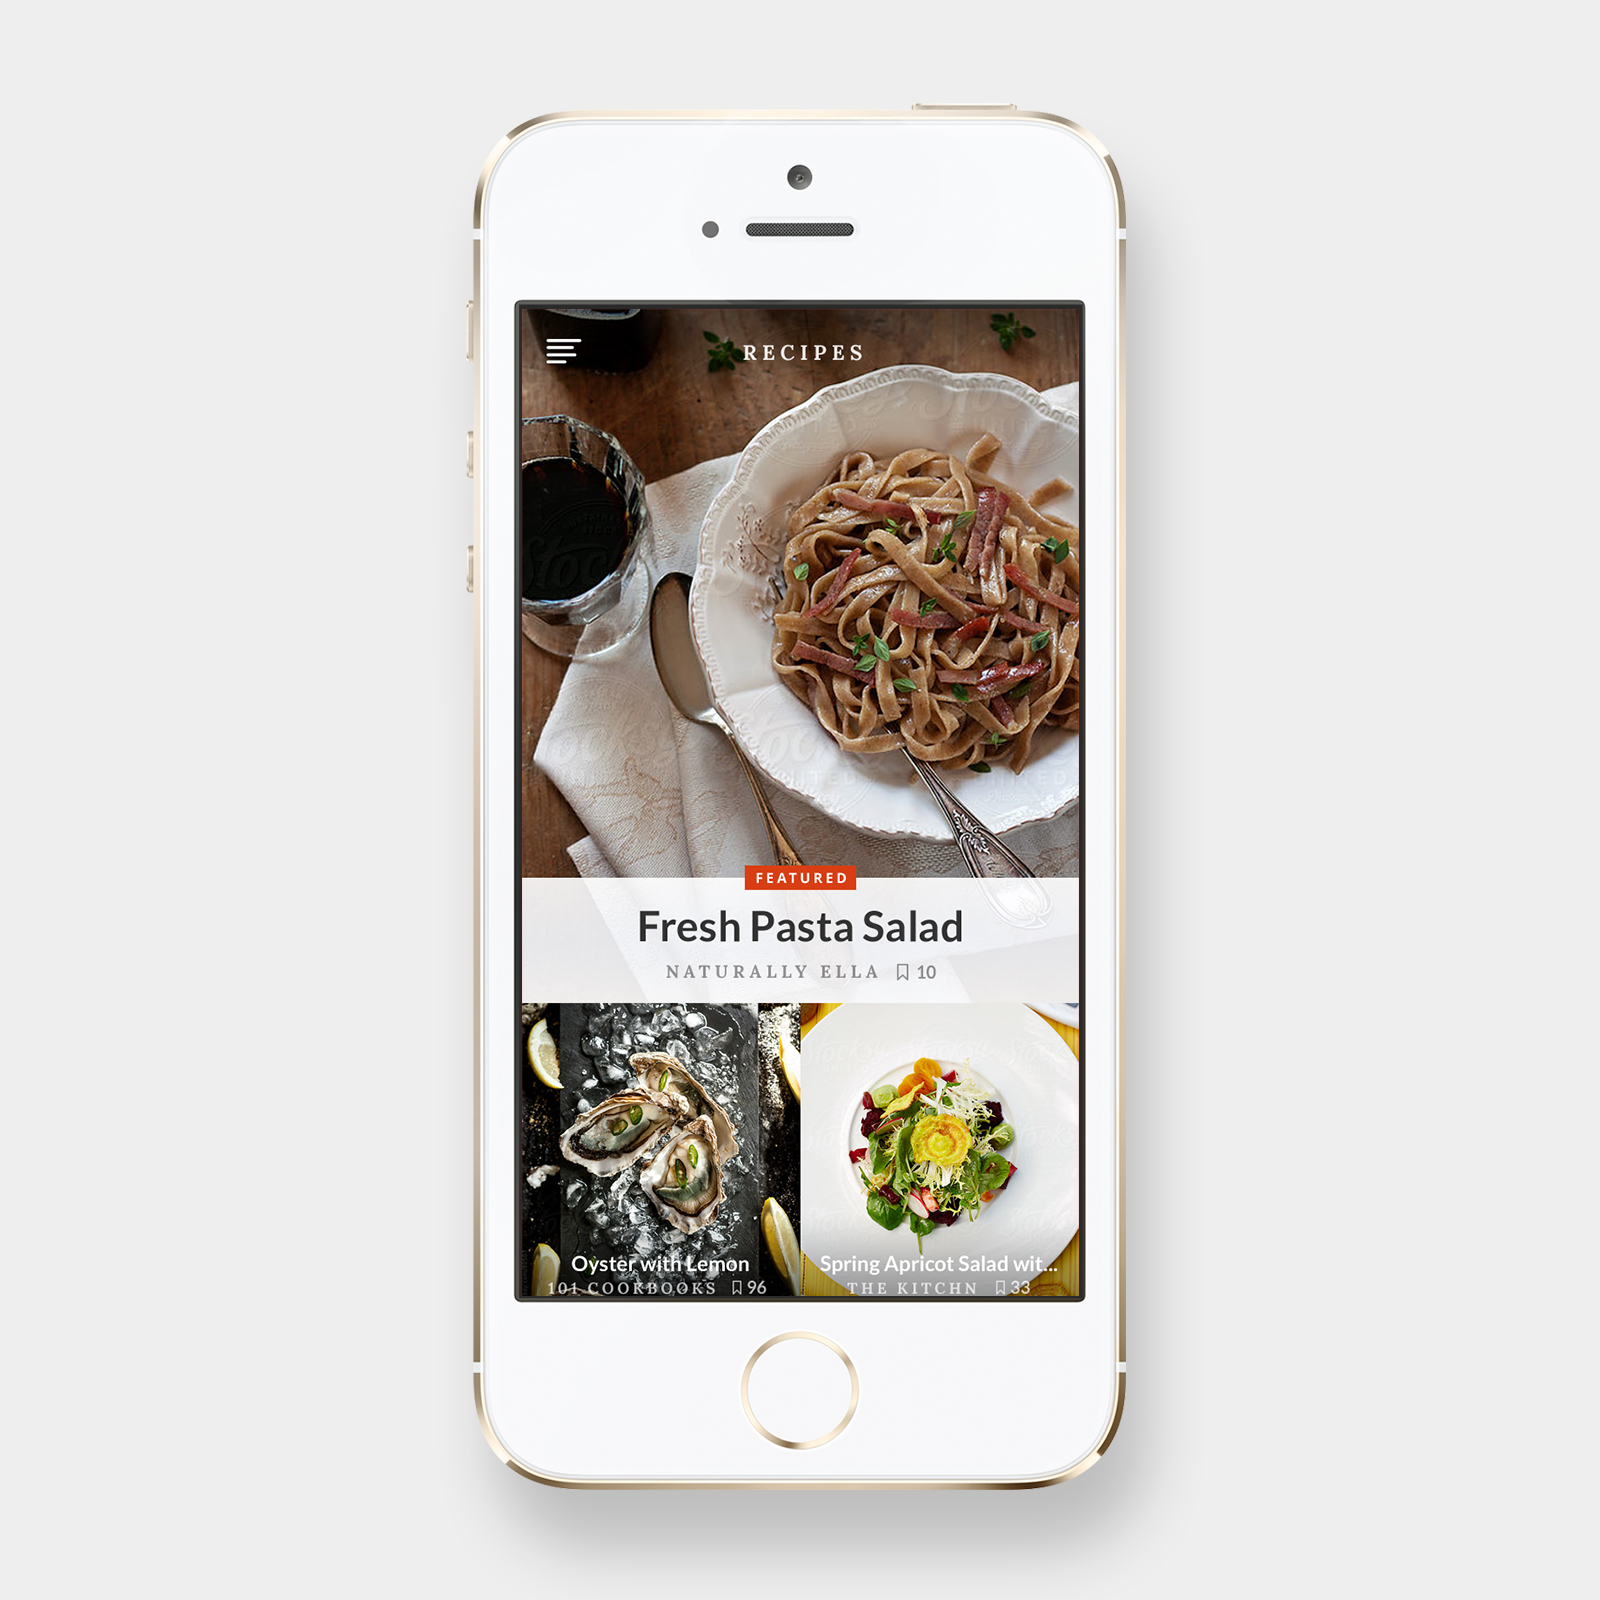 RECIPES
FEATURED
Fresh Pasta Salad
NATURALLY ELLA 10
Oyster with Lemon
101 COOKBOOKS 96
Spring Apricot Salad wit...
THE KITCHN 33